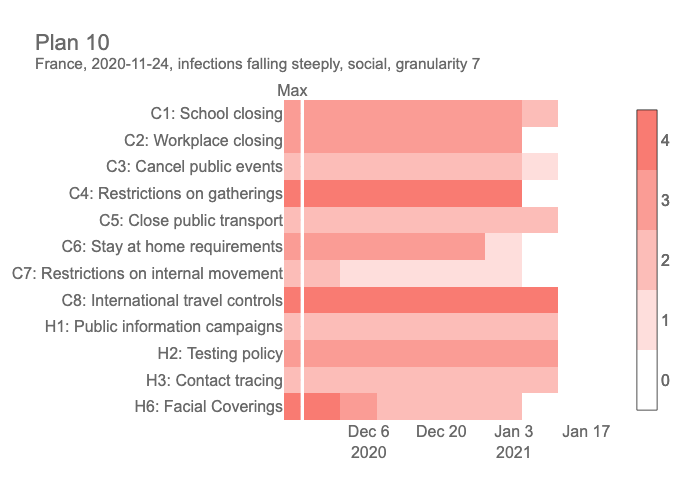 Plan 10
France, 2020-11-24, infections falling steeply, social, granularity 7
Max
C1: School closing
C2: Workplace closing
C3: Cancel public events
C4: Restrictions on gatherings
C5: Close public transport
C6: Stay at home requirements
C7: Restrictions on internal movement
C8: International travel controls
H1: Public information campaigns
H2: Testing policy
H3: Contact tracing
H6: Facial Coverings
Dec 6 Dec 20 Jan 3 Jan 17
2020 2021
4
3
2
1
0